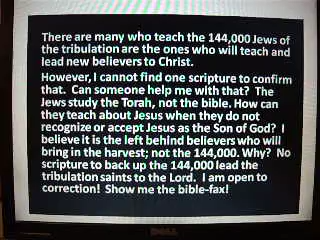 There are many who teach the 144,000 Jews of
the tribulation are the ones who will teach and
lead new believers to Christ.
However, I cannot find one scripture to confirm
that. Can someone help me with that? The
Jews study the Torah, not the bible. How can
they teach about Jesus when they do not
recognize or accept Jesus as the Son of God? I
believe it is the left behind believers who will
bring in the harvest; not the 144,000. Why? No
scripture to back up the 144,000 lead the
tribulation saints to the Lord. I am open to
correction! Show me the bible-fax!
DELL